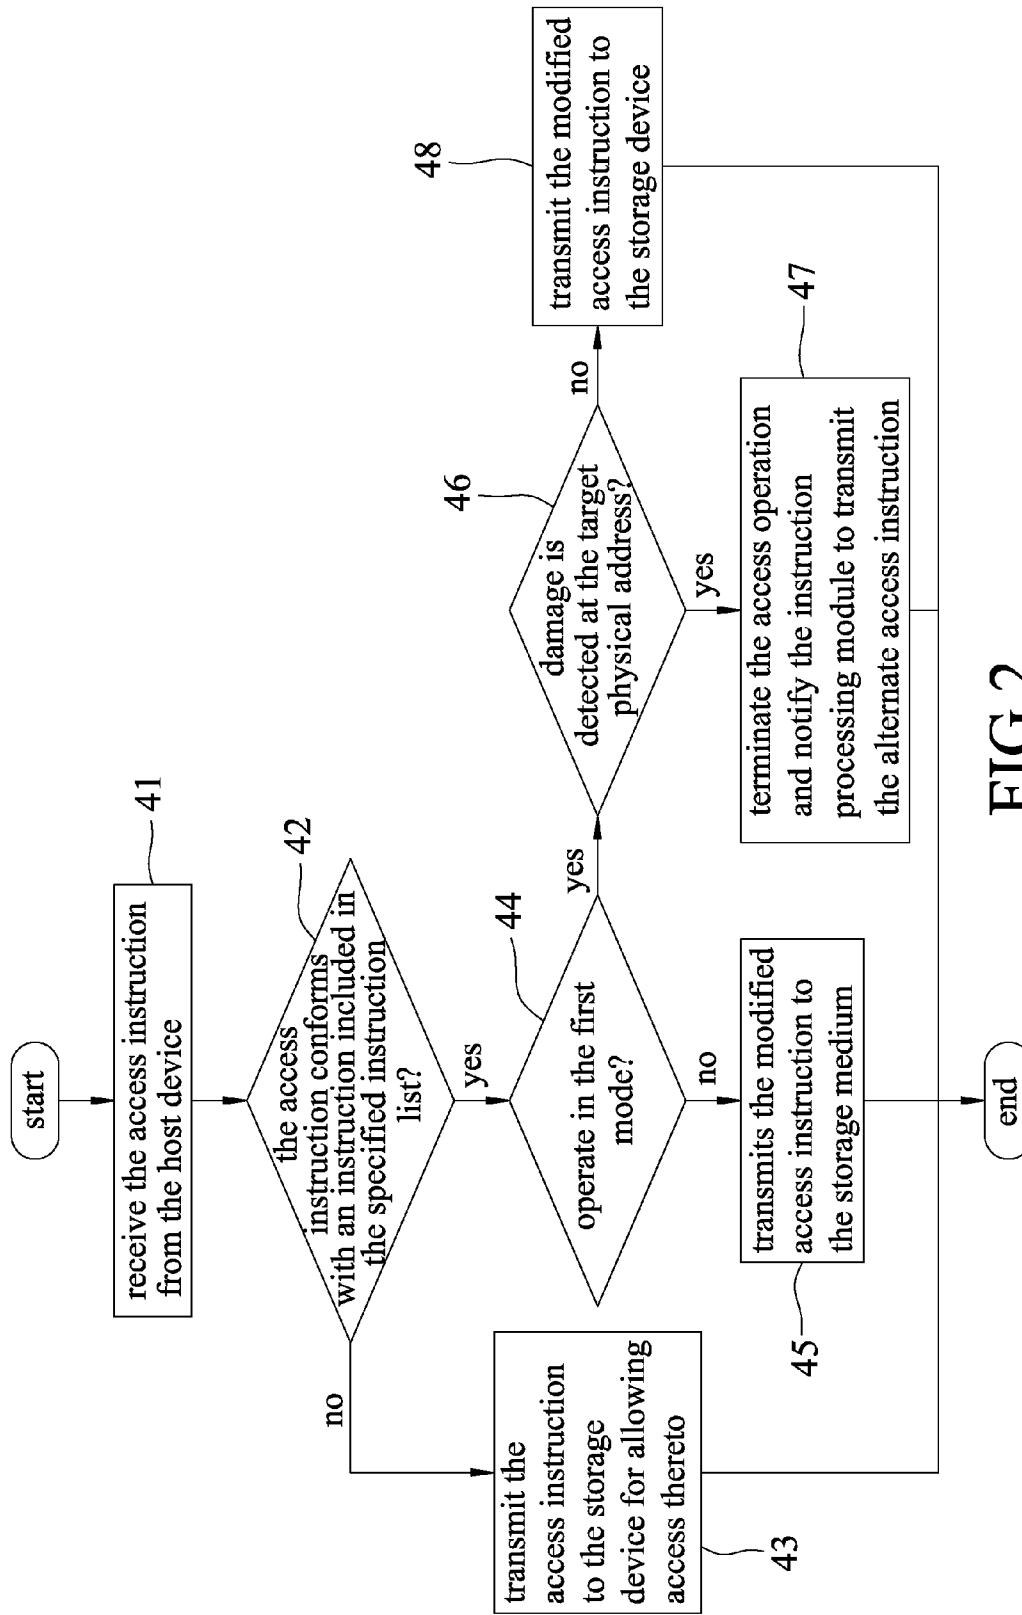 start
receive the access instruction
from the host device
41
the access
instruction conforms
with an instruction included in
the specified instruction
list?
42
no
yes
transmit the
access instruction
to the storage
device for allowing
access thereto
43
operate in the first
mode?
44
yes
no
transmits the modified
access instruction to
the storage medium
45
damage is
detected at the target
physical address?
46
no
yes
terminate the access operation
and notify the instruction
processing module to transmit
the alternate access instruction
47
transmit the modified
access instruction to
the storage device
48
end
FIG.2